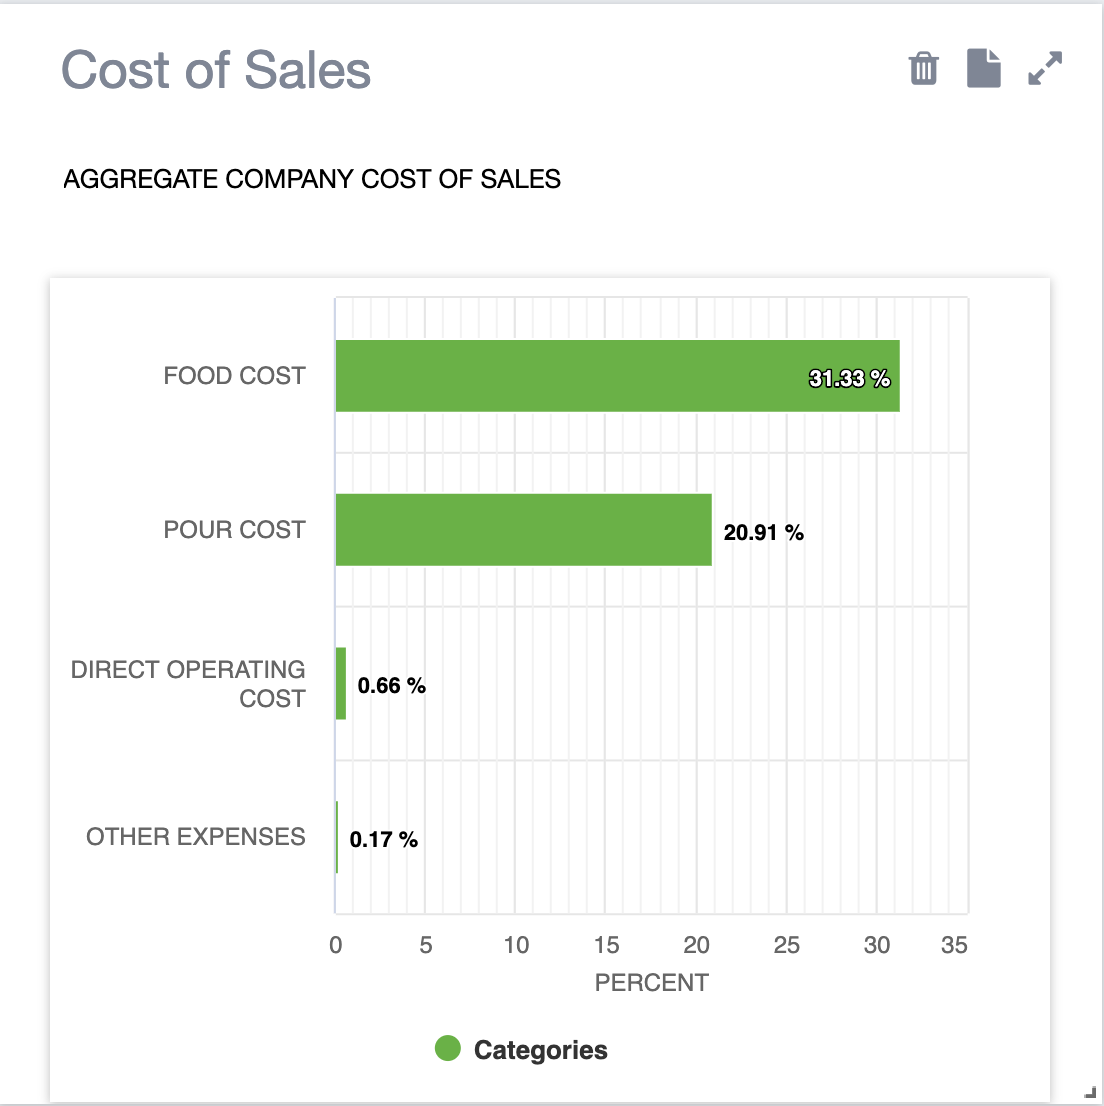 Cost of Sales
AGGREGATE COMPANY COST OF SALES
FOOD COST
31.33 %
POUR COST
20.91 %
DIRECT OPERATING
COST
0.66 %
OTHER EXPENSES
0.17 %
0 5 10 15 20 25 30 35
PERCENT
Categories